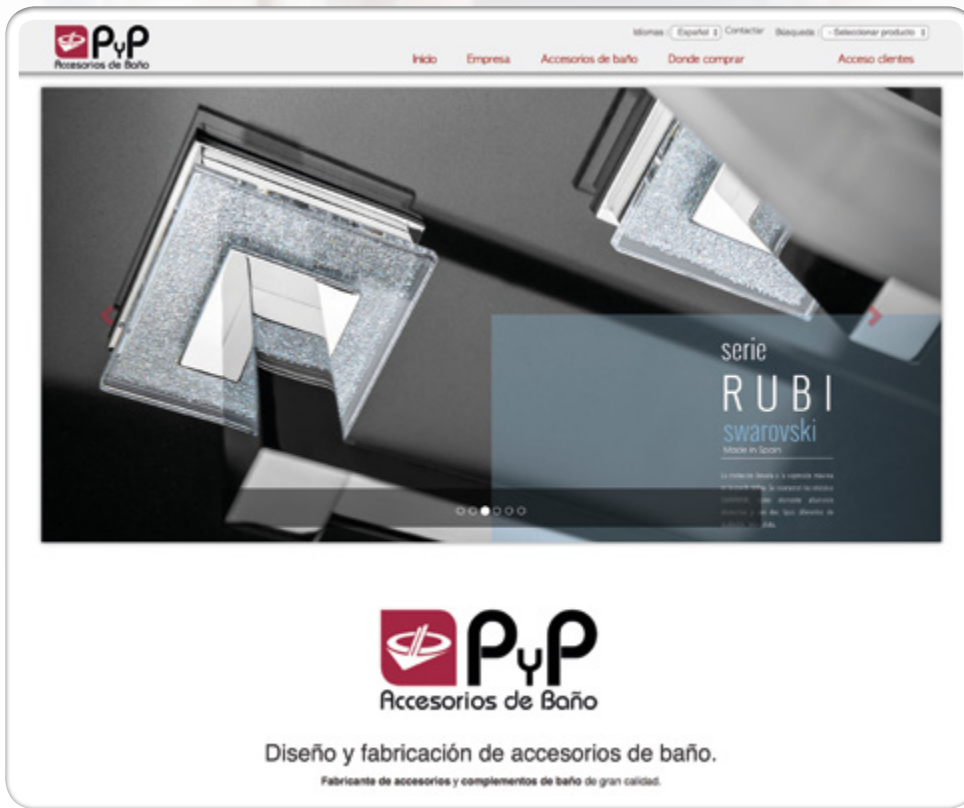 PyP
Accesorios de Baño
Idiomas : Español Contactar Búsqueda : - Seleccionar producto
Inicio Empresa Accesorios de baño Donde comprar Acceso clientes
serie
RUBI
swarovski
Made in Spain
PyP
Accesorios de Baño
Diseño y fabricación de accesorios de baño.
Fabricante de accesorios y complementos de baño de gran calidad.